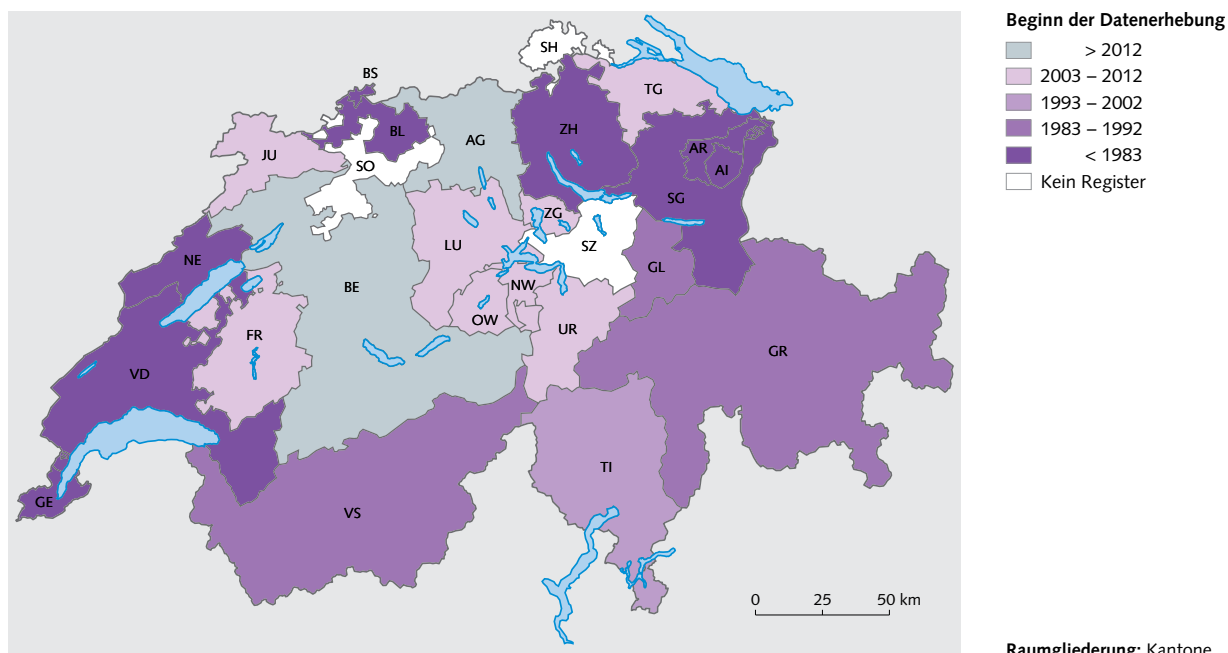 Beginn der Datenerhebung
> 2012
2003 – 2012
1993 – 2002
1983 – 1992
< 1983
Kein Register
SH
BS
TG
BL
ZH
AG
JU
SO
AR
AI
SG
ZG
LU
SZ
NE
GL
BE
NW
OW
UR
FR
GR
VD
TI
GE
VS
0 25 50 km
Raumgliederung: Kantone